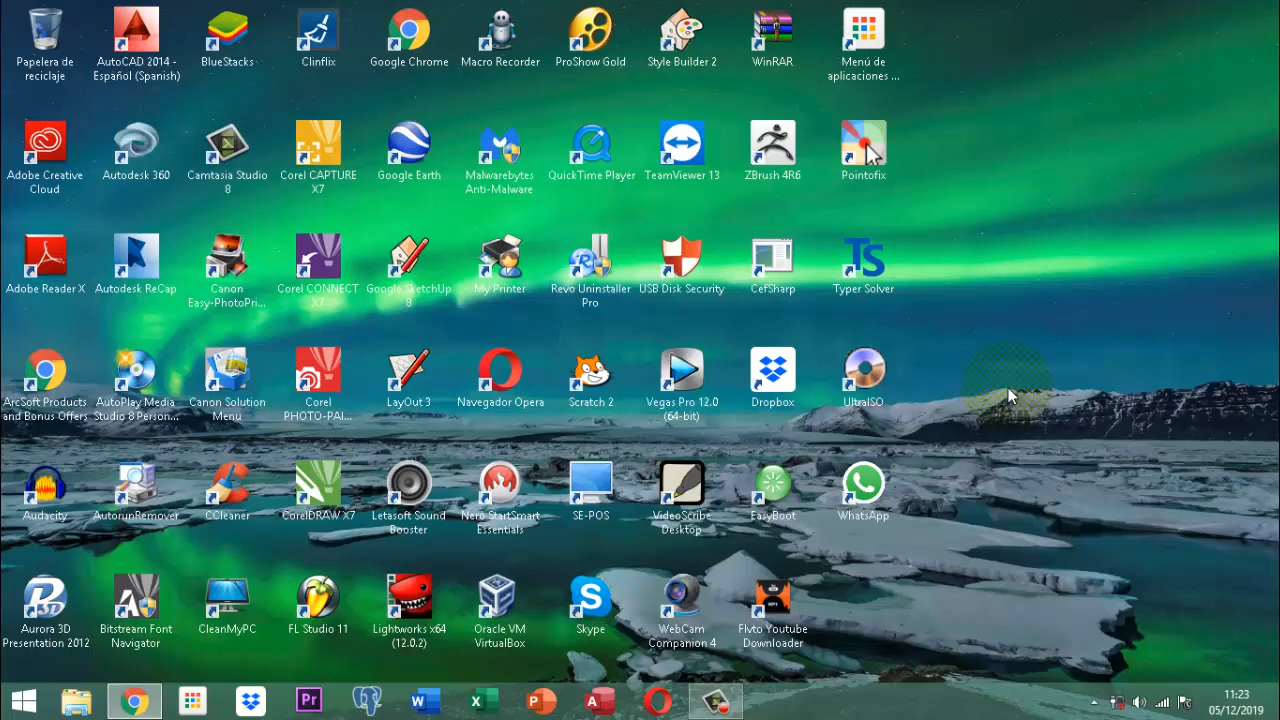 Papelera de
reciclaje
AutoCAD 2014 -
Español (Spanish)
BlueStacks
Clinflix
Google Chrome
Macro Recorder
ProShow Gold
Style Builder 2
WinRAR
Menú de
aplicaciones ...
Adobe Creative
Cloud
Autodesk 360
Camtasia Studio
8
Corel CAPTURE
X7
Google Earth
Malwarebytes
Anti-Malware
QuickTime Player
TeamViewer 13
ZBrush 4R6
Pointofix
Adobe Reader X
Autodesk ReCap
Canon
Easy-PhotoPri...
Corel CONNECT
X7
Google SketchUp
8
My Printer
Revo Uninstaller
Pro
USB Disk Security
CefSharp
Ts
Typer Solver
ArcSoft Products
and Bonus Offers
AutoPlay Media
Studio 8 Person...
Canon Solution
Menu
Corel
PHOTO-PAI...
LayOut 3
Navegador Opera
Scratch 2
Vegas Pro 12.0
(64-bit)
Dropbox
UltraISO
Audacity
AutorunRemover
CCleaner
CorelDRAW X7
Letasoft Sound
Booster
Nero StartSmart
Essentials
SE-POS
VideoScribe
Desktop
EasyBoot
WhatsApp
Aurora 3D
Presentation 2012
Bitstream Font
Navigator
CleanMyPC
FL Studio 11
Lightworks x64
(12.0.2)
Oracle VM
VirtualBox
Skype
WebCam
Companion 4
Flvto Youtube
Downloader
Pr
W
X
P
A
11:23
05/12/2019